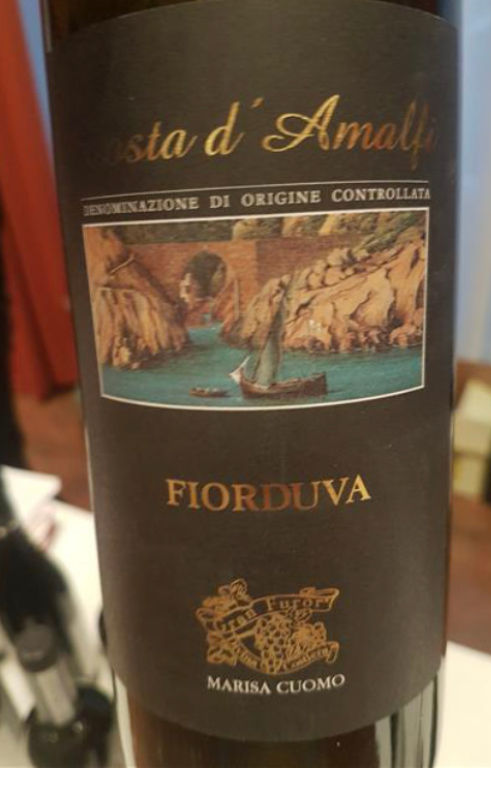 Costa d´Amalfi
DENOMINAZIONE DI ORIGINE CONTROLLATA
FIORDUVA
Gran Furor
MARISA CUOMO